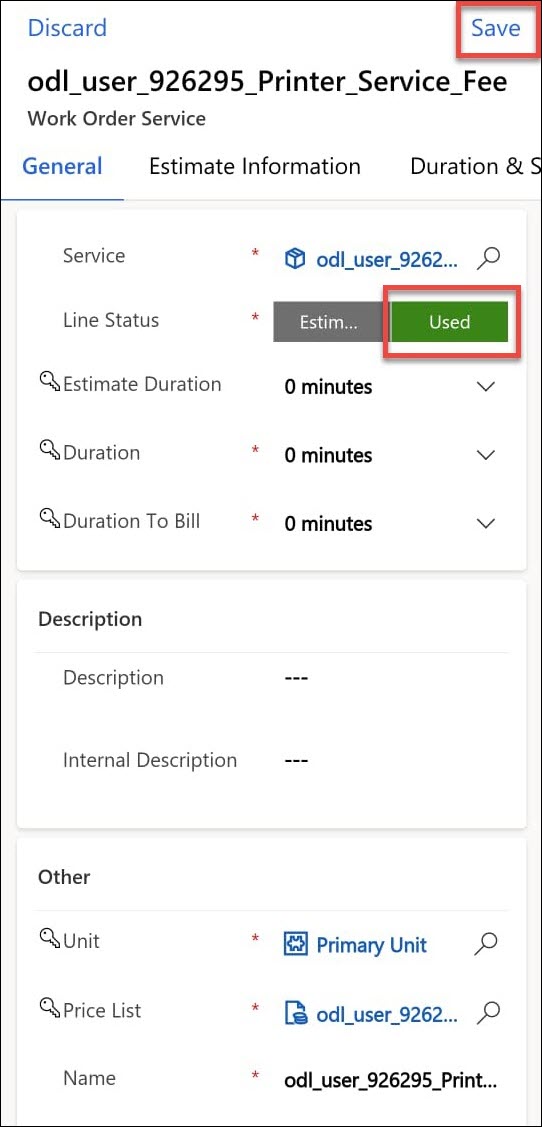 Discard Save
odl_user_926295_Printer_Service_Fee
Work Order Service
General Estimate Information Duration & S
Service * odl_user_9262...
Line Status * Estim... Used
Estimate Duration 0 minutes
Duration * 0 minutes
Duration To Bill * 0 minutes
Description
Description ---
Internal Description ---
Other
Unit * Primary Unit
Price List * odl_user_9262...
Name * odl_user_926295_Print...